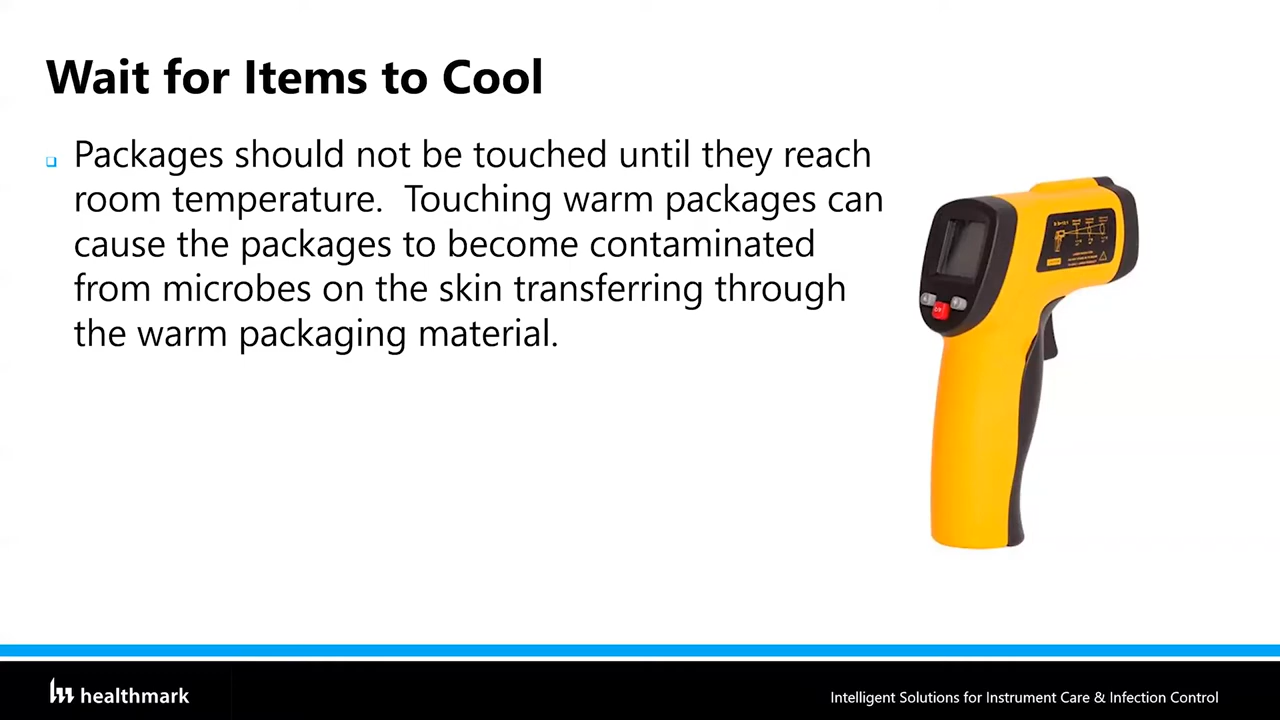 Wait for Items to Cool
Packages should not be touched until they reach
room temperature.  Touching warm packages can
cause the packages to become contaminated
from microbes on the skin transferring through
the warm packaging material.
healthmark
Intelligent Solutions for Instrument Care & Infection Control